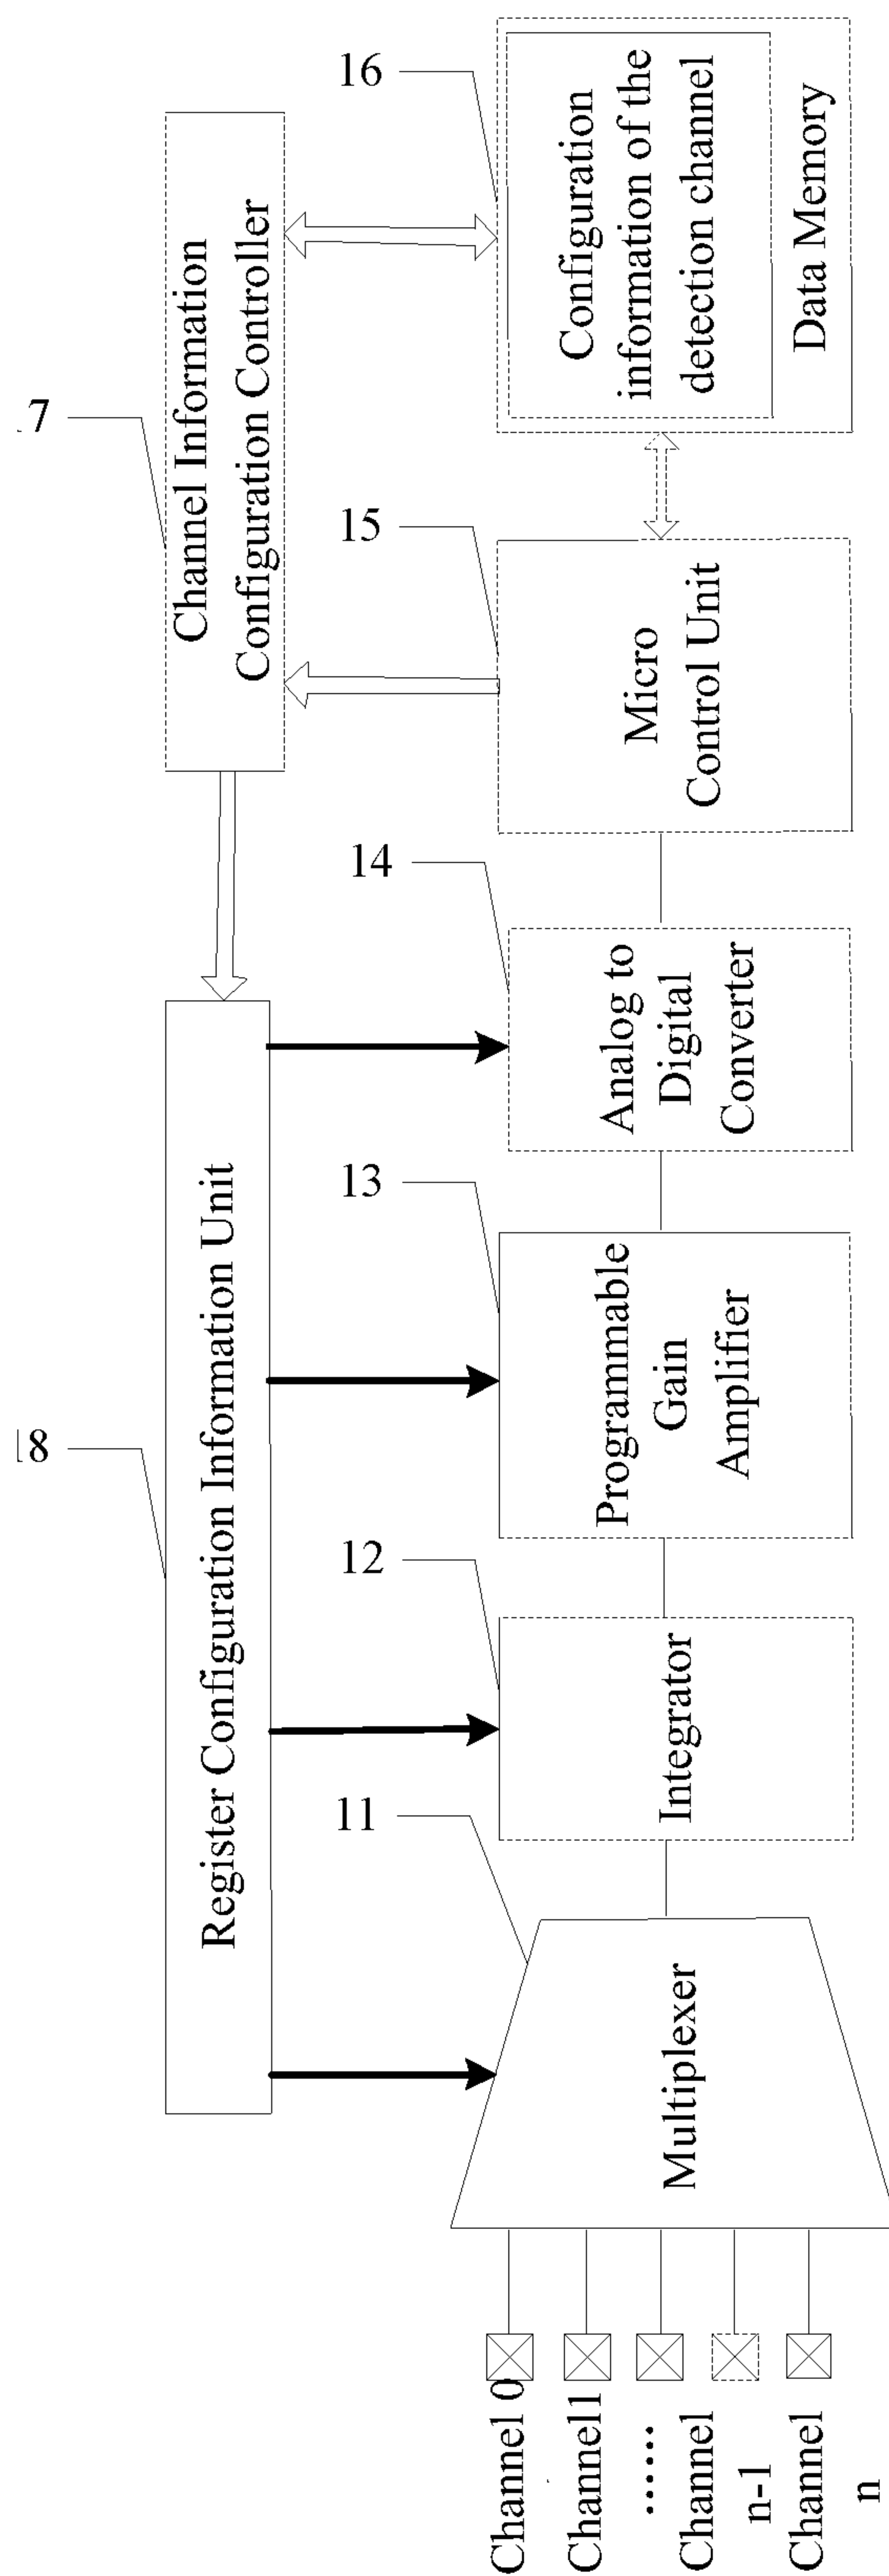 16
Configuration
information of the
detection channel
Data Memory
7
Channel Information
Configuration Controller
15
Micro
Control Unit
14
Analog to
Digital
Converter
13
Programmable
Gain
Amplifier
8
Register Configuration Information Unit
12
Integrator
11
Multiplexer
Channel 0
Channel1
......
Channel
n-1
Channel
n